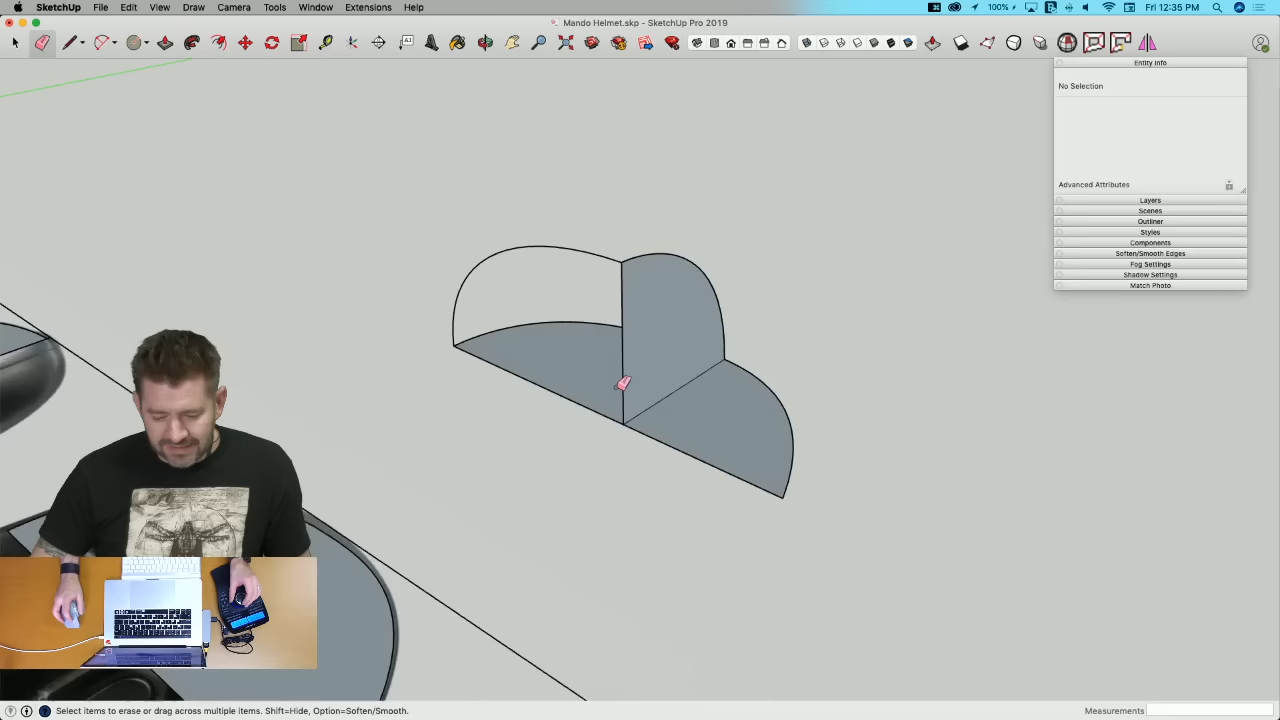 SketchUp File Edit View Draw Camera Tools Window Extensions Help
100% Fri 12:35 PM
Mando Helmet.skp - SketchUp Pro 2019
Entity Info
No Selection
Advanced Attributes
Layers
Scenes
Outliner
Styles
Components
Soften/Smooth Edges
Fog Settings
Shadow Settings
Match Photo
Select items to erase or drag across multiple items. Shift=Hide, Option=Soften/Smooth.
Measurements